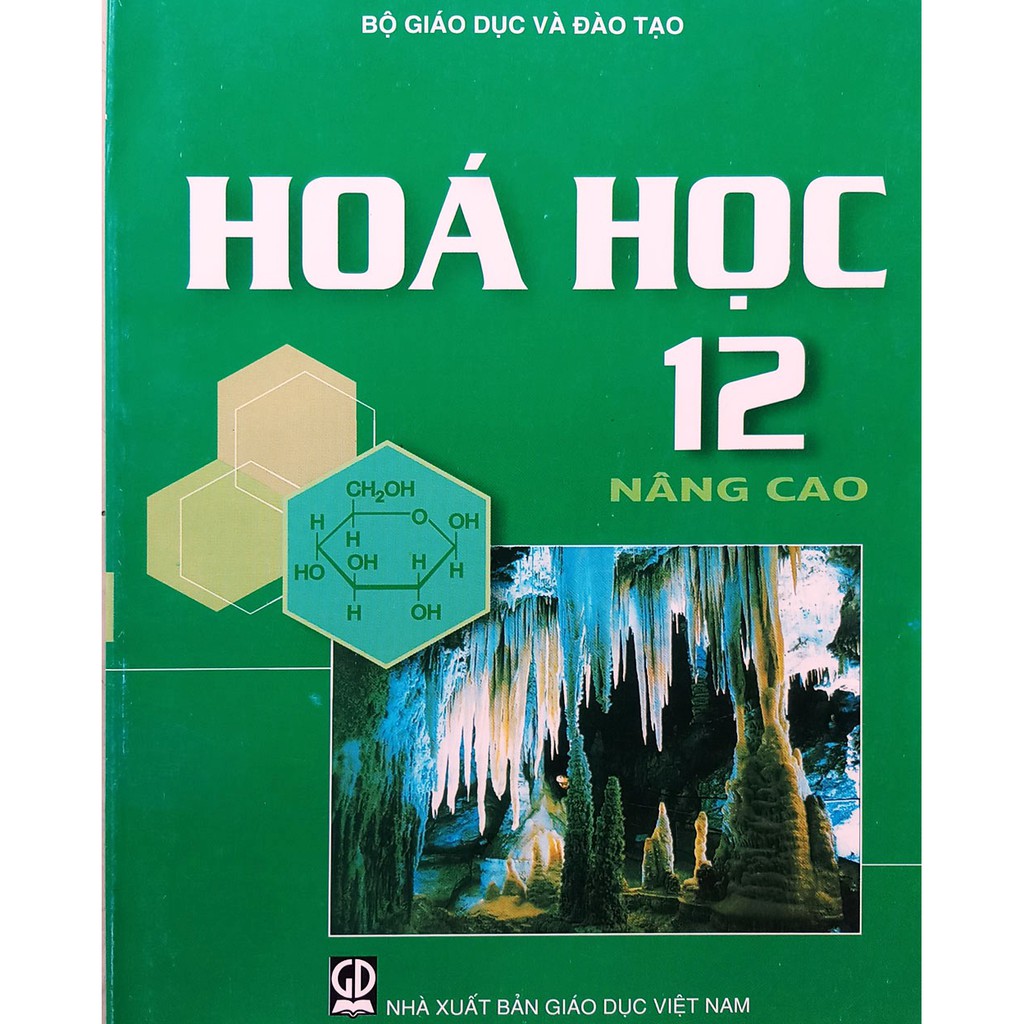 BỘ GIÁO DỤC VÀ ĐÀO TẠO
HOÁ HỌC
12
NÂNG CAO
CH₂OH
H
O
OH
H
HO
OH
H
H
H
OH
GD
NHÀ XUẤT BẢN GIÁO DỤC VIỆT NAM